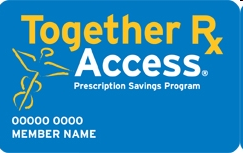 Together Rx
Access®
Prescription Savings Program
00000 0000
MEMBER NAME